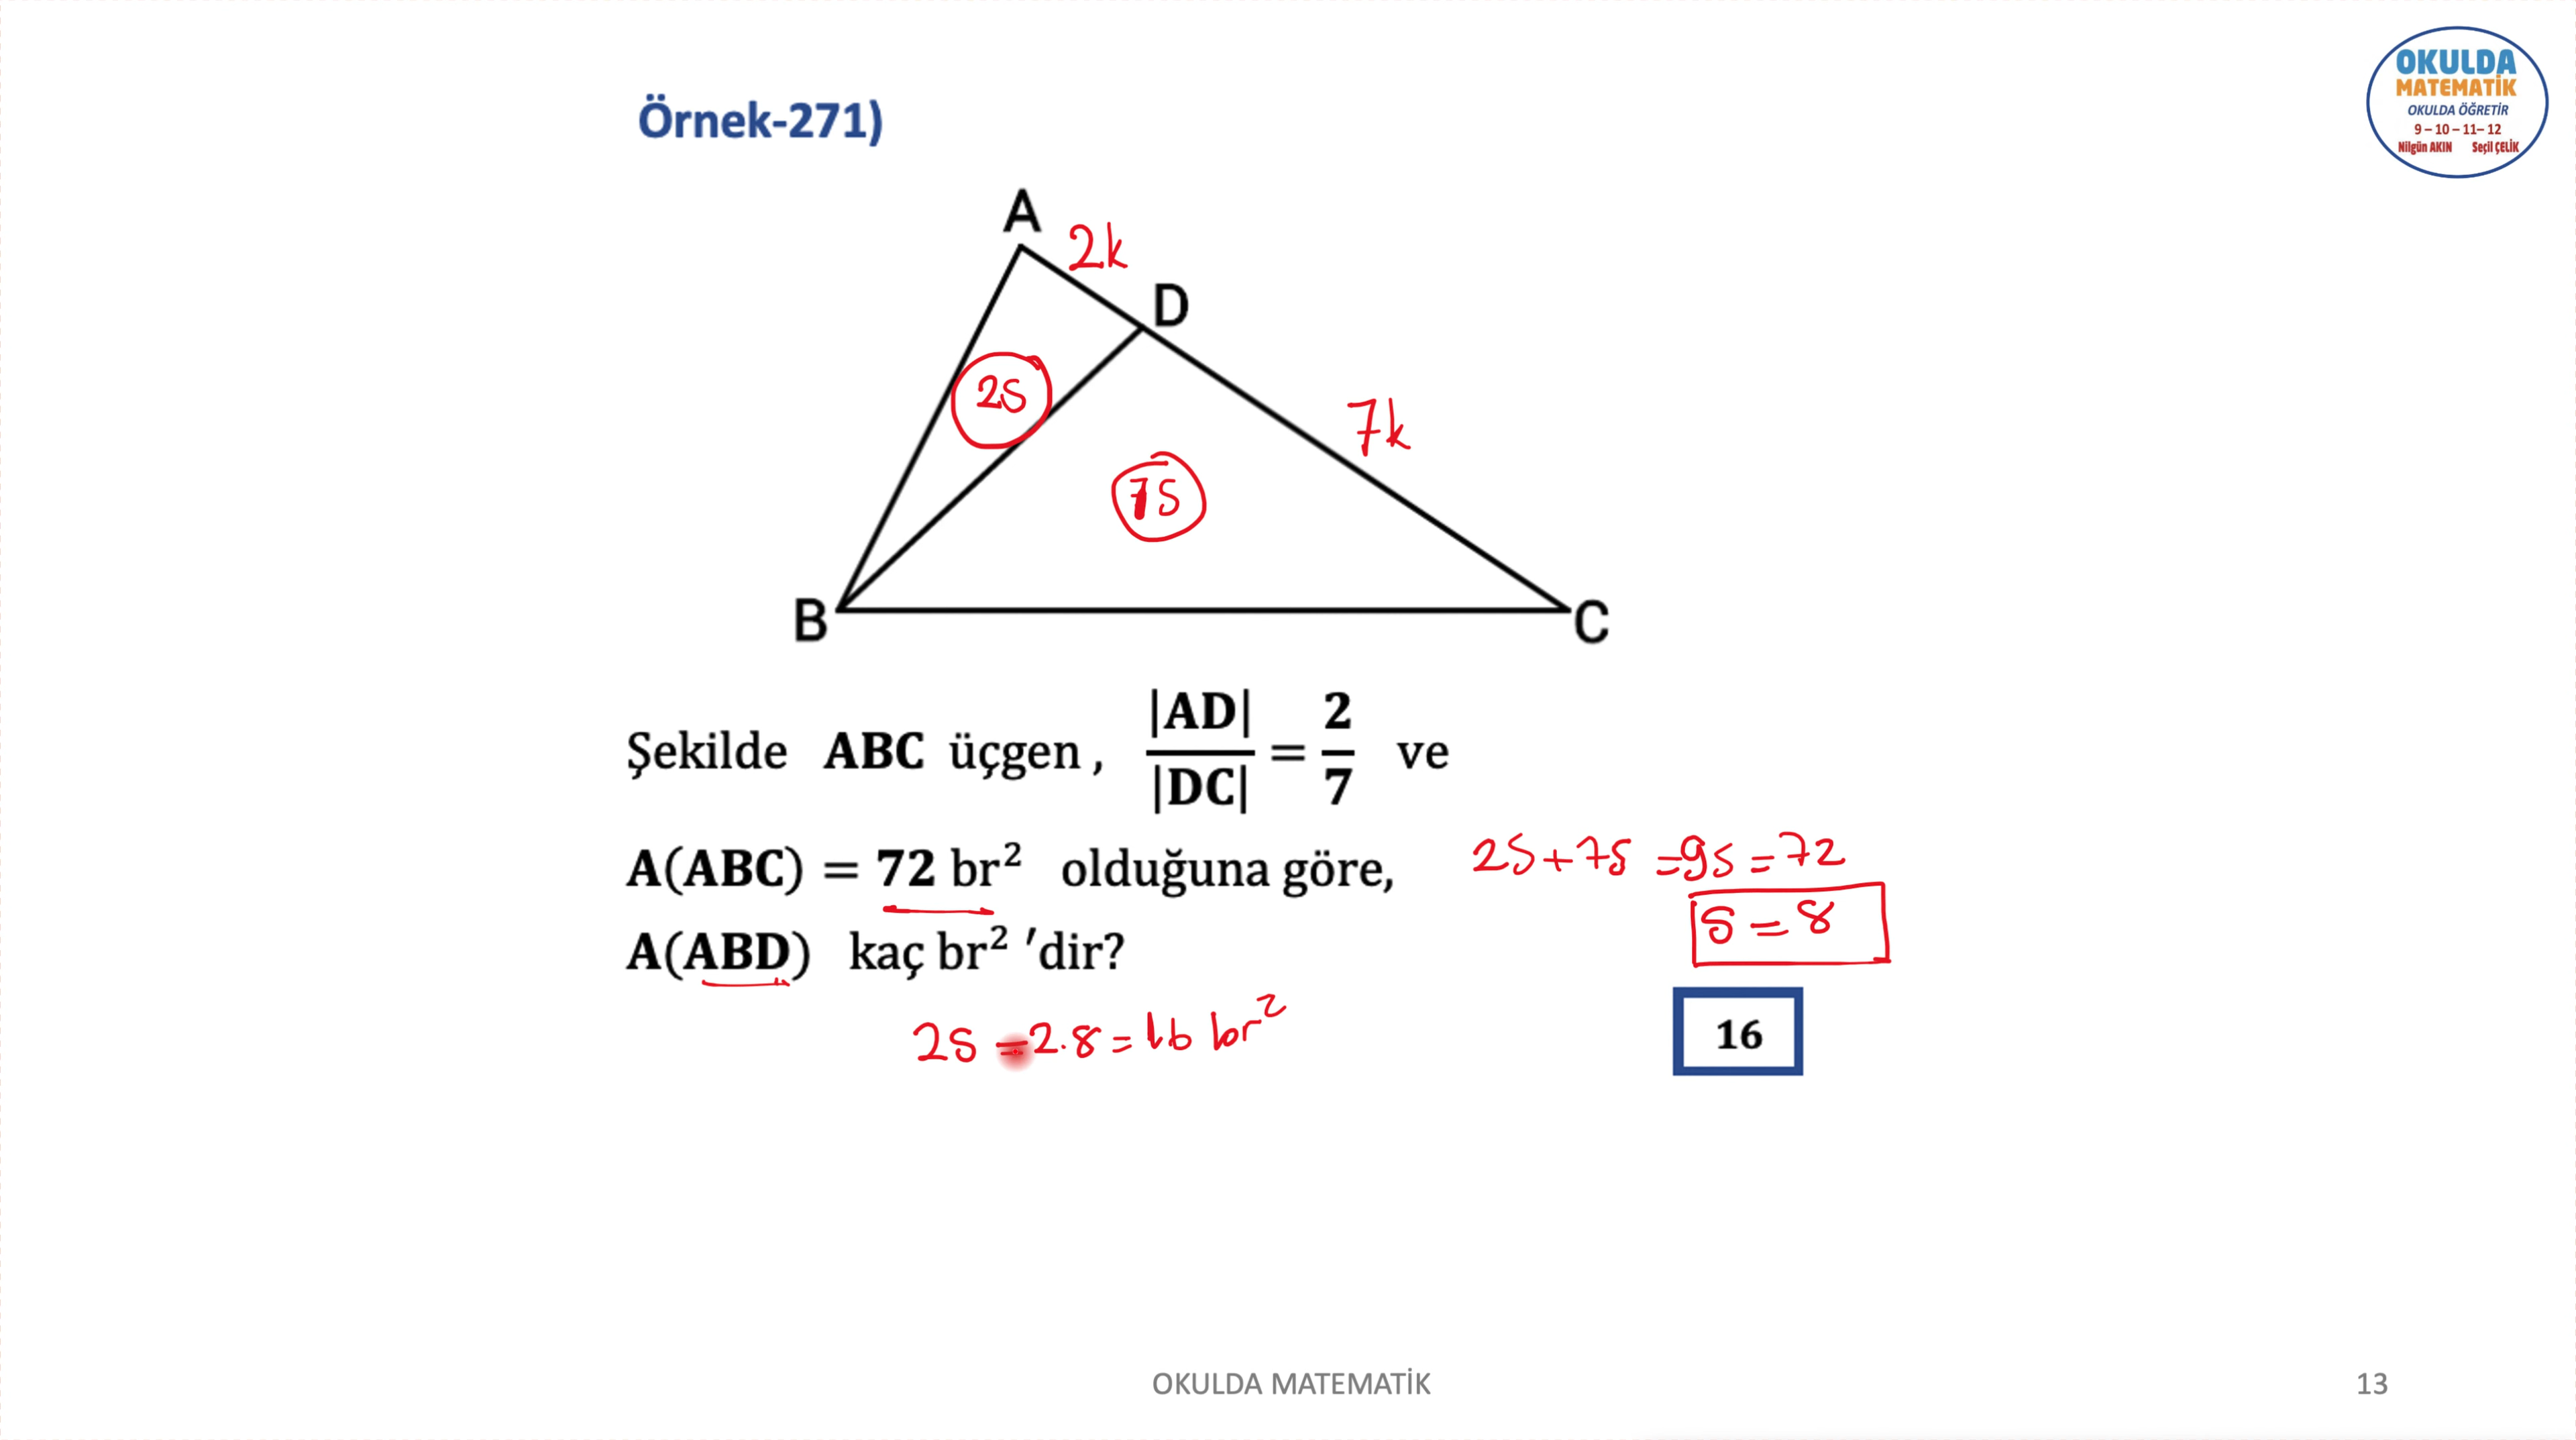 OKULDA
MATEMATİK
OKULDA ÖĞRETİR
9 – 10 – 11– 12
Nilgün AKIN Seçil ÇELİK
Örnek-271)
A
2k
D
2S
7k
7S
B
C
Şekilde ABC üçgen , |AD| / |DC| = 2 / 7 ve
A(ABC) = 72 br² olduğuna göre,
2S+7S =9S =72
S = 8
A(ABD) kaç br² 'dir?
2S = 2.8 = 16 br²
16
OKULDA MATEMATİK
13